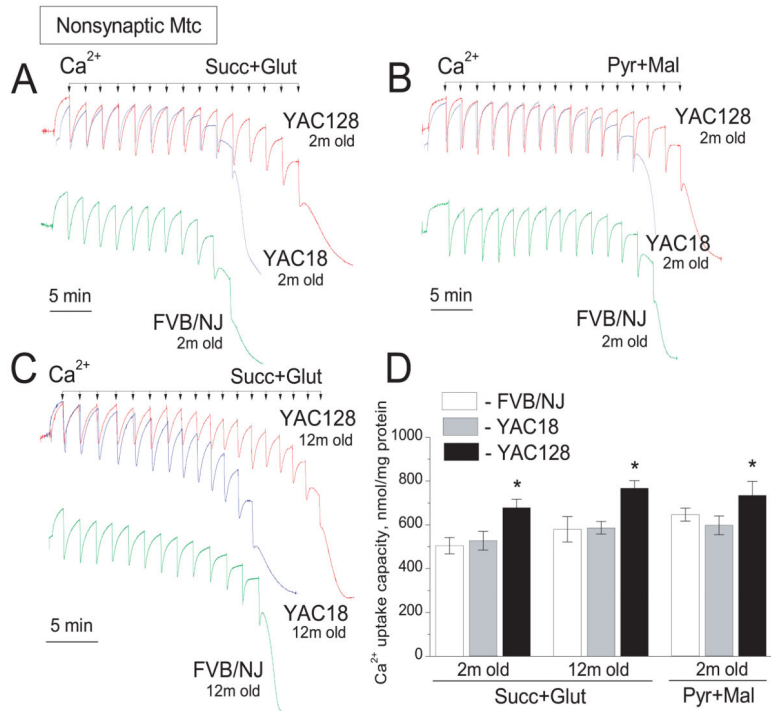 Nonsynaptic Mtc
A
Ca²⁺
Succ+Glut
YAC128
2m old
YAC18
2m old
FVB/NJ
2m old
5 min
B
Ca²⁺
Pyr+Mal
YAC128
2m old
YAC18
2m old
FVB/NJ
2m old
5 min
C
Ca²⁺
Succ+Glut
YAC128
12m old
YAC18
12m old
FVB/NJ
12m old
5 min
D
- FVB/NJ
- YAC18
- YAC128
Ca²⁺ uptake capacity, nmol/mg protein
1000
800
600
400
200
0
* * *
2m old 12m old 2m old
Succ+Glut Pyr+Mal